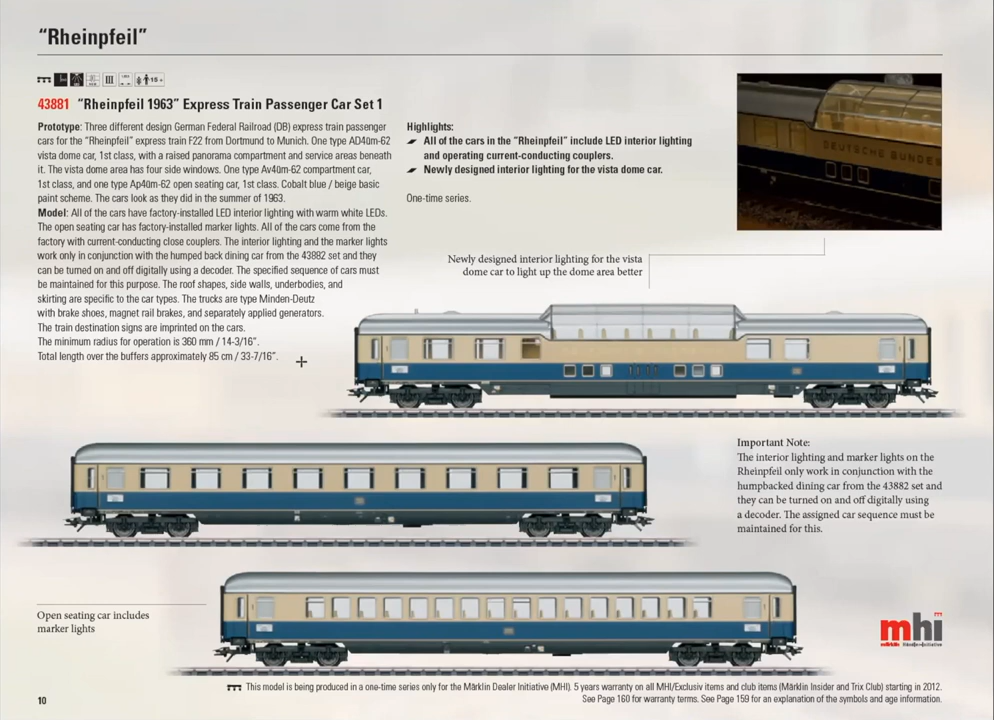 “Rheinpfeil”
43881 “Rheinpfeil 1963” Express Train Passenger Car Set 1
Prototype: Three different design German Federal Railroad (DB) express train passenger
cars for the “Rheinpfeil” express train F22 from Dortmund to Munich. One type AD4üm-62
vista dome car, 1st class, with a raised panorama compartment and service areas beneath
it. The vista dome area has four side windows. One type Av4üm-62 compartment car,
1st class, and one type Ap4üm-62 open seating car, 1st class. Cobalt blue / beige basic
paint scheme. The cars look as they did in the summer of 1963.
Model: All of the cars have factory-installed LED interior lighting with warm white LEDs.
The open seating car has factory-installed marker lights. All of the cars come from the
factory with current-conducting close couplers. The interior lighting and the marker lights
work only in conjunction with the humped back dining car from the 43882 set and they
can be turned on and off digitally using a decoder. The specified sequence of cars must
be maintained for this purpose. The roof shapes, side walls, underbodies, and
skirting are specific to the car types. The trucks are type Minden-Deutz
with brake shoes, magnet rail brakes, and separately applied generators.
The train destination signs are imprinted on the cars.
The minimum radius for operation is 360 mm / 14-3/16”.
Total length over the buffers approximately 85 cm / 33-7/16”.
Highlights:
All of the cars in the “Rheinpfeil” include LED interior lighting
and operating current-conducting couplers.
Newly designed interior lighting for the vista dome car.
One-time series.
DEUTSCHE BUNDES
Newly designed interior lighting for the vista
dome car to light up the dome area better
Important Note:
The interior lighting and marker lights on the
Rheinpfeil only work in conjunction with the
humpbacked dining car from the 43882 set and
they can be turned on and off digitally using
a decoder. The assigned car sequence must be
maintained for this.
Open seating car includes
marker lights
mhi
märklin Händler-Initiative
This model is being produced in a one-time series only for the Märklin Dealer Initiative (MHI). 5 years warranty on all MHI/Exclusiv items and club items (Märklin Insider and Trix Club) starting in 2012.
See Page 160 for warranty terms. See Page 159 for an explanation of the symbols and age information.
10